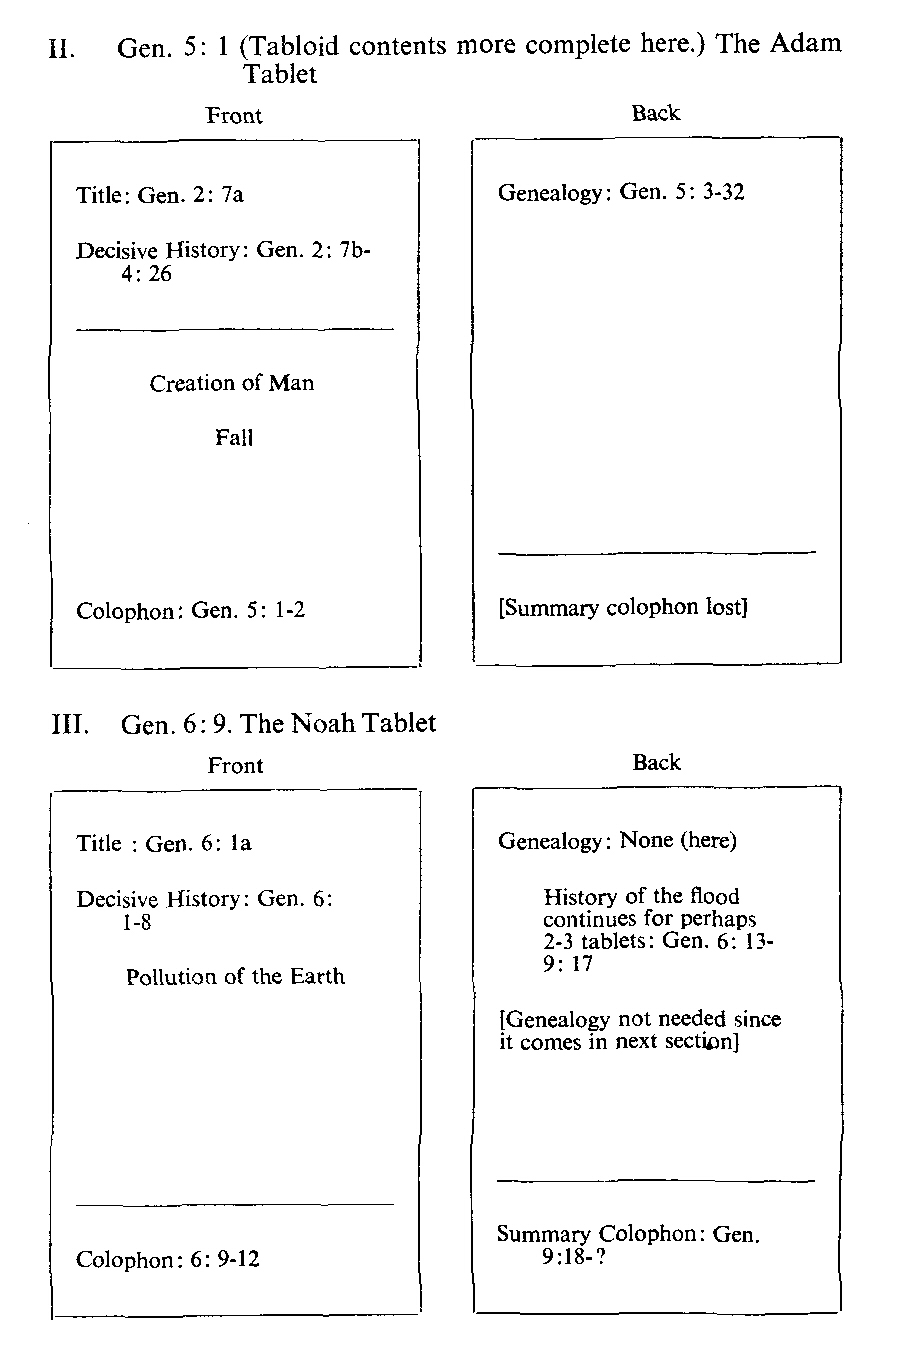 II. Gen. 5: 1 (Tabloid contents more complete here.) The Adam
Tablet
Front
Title: Gen. 2: 7a
Decisive History: Gen. 2: 7b-
4: 26
Creation of Man
Fall
Colophon: Gen. 5: 1-2
Back
Genealogy: Gen. 5: 3-32
[Summary colophon lost]
III. Gen. 6: 9. The Noah Tablet
Front
Title : Gen. 6: 1a
Decisive History: Gen. 6:
1-8
Pollution of the Earth
Colophon: 6: 9-12
Back
Genealogy: None (here)
History of the flood
continues for perhaps
2-3 tablets: Gen. 6: 13-
9: 17
[Genealogy not needed since
it comes in next section]
Summary Colophon: Gen.
9:18-?